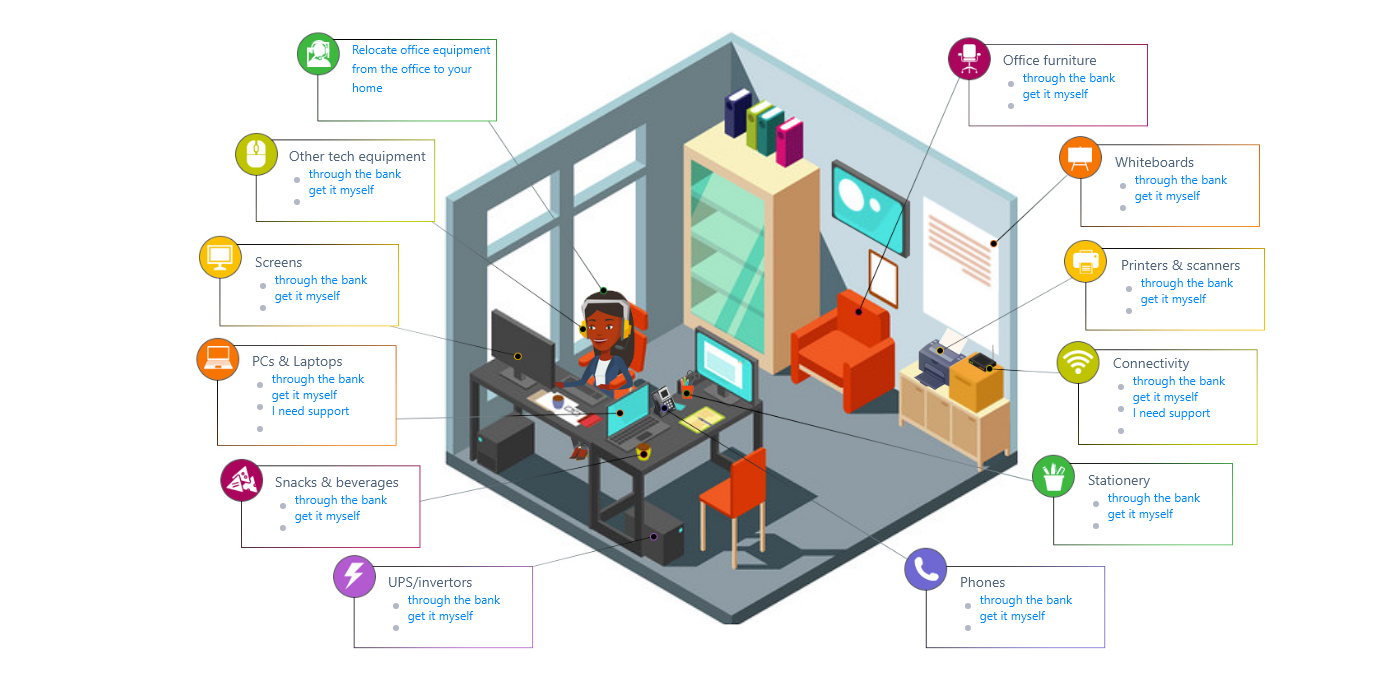 Relocate office equipment
from the office to your
home
Other tech equipment
through the bank
get it myself
Screens
through the bank
get it myself
PCs & Laptops
through the bank
get it myself
I need support
Snacks & beverages
through the bank
get it myself
UPS/invertors
through the bank
get it myself
Office furniture
through the bank
get it myself
Whiteboards
through the bank
get it myself
Printers & scanners
through the bank
get it myself
Connectivity
through the bank
get it myself
I need support
Stationery
through the bank
get it myself
Phones
through the bank
get it myself